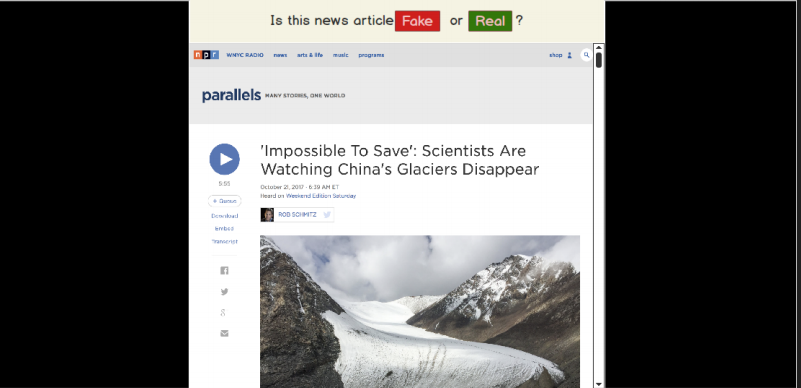 Is this news article Fake or Real ?
npr WNYC RADIO news arts & life music programs shop
parallels MANY STORIES, ONE WORLD
'Impossible To Save': Scientists Are
Watching China's Glaciers Disappear
5:55
October 21, 2017 · 6:39 AM ET
Heard on Weekend Edition Saturday
+ Queue
Download
Embed
Transcript
ROB SCHMITZ